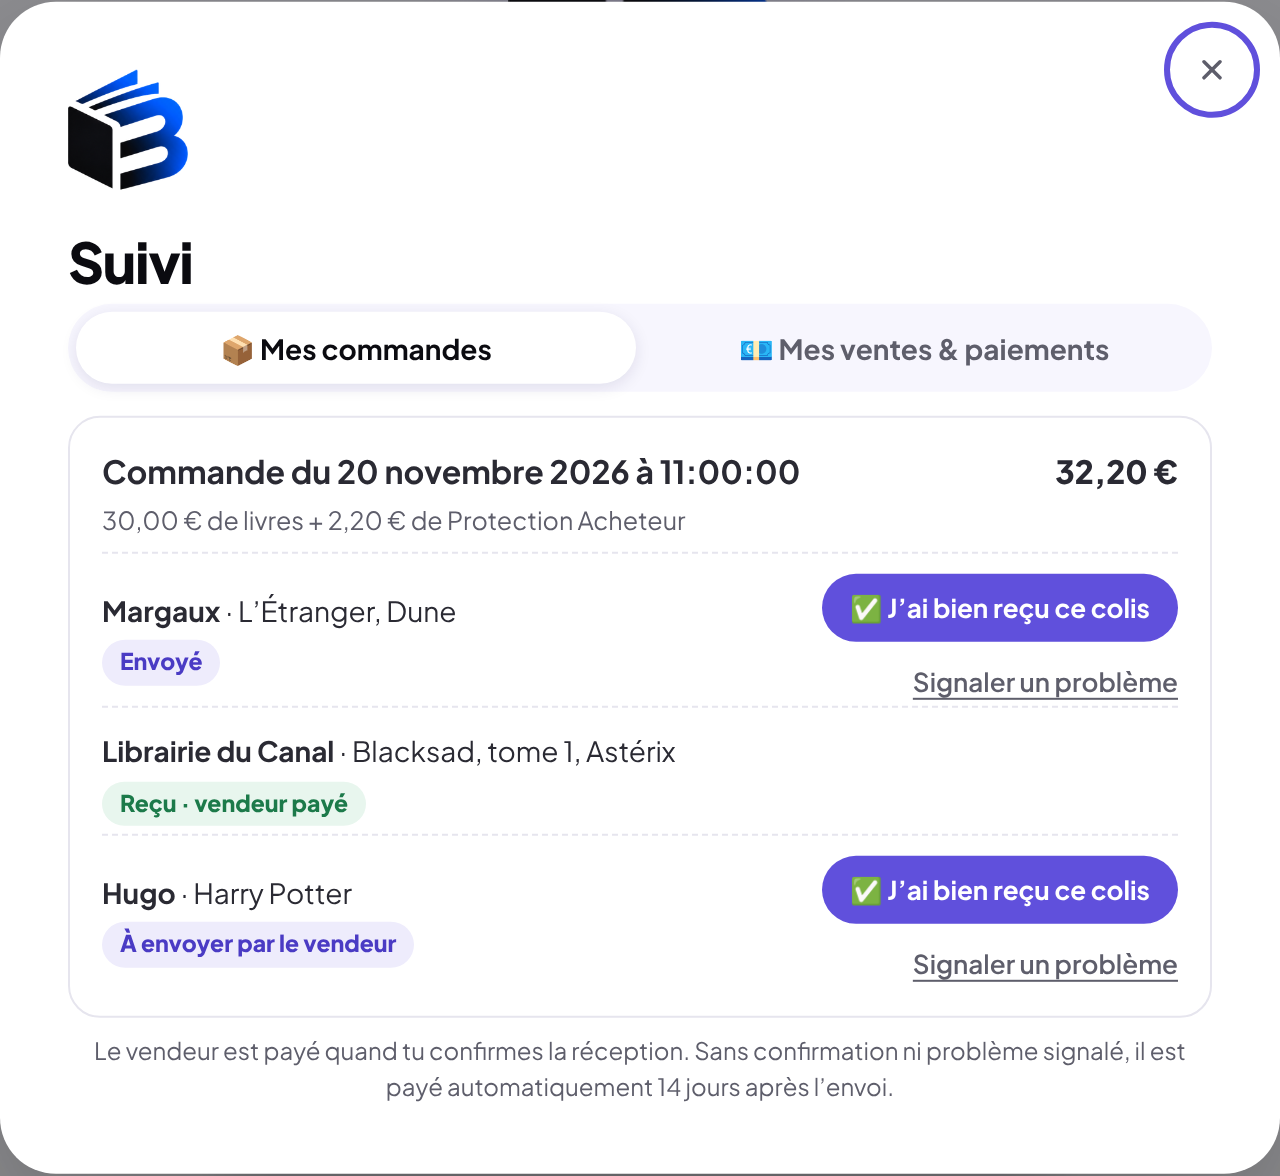 Suivi
📦 Mes commandes
💶 Mes ventes & paiements
Commande du 20 novembre 2026 à 11:00:00 32,20 €
30,00 € de livres + 2,20 € de Protection Acheteur
Margaux · L’Étranger, Dune
✅ J’ai bien reçu ce colis
Envoyé
Signaler un problème
Librairie du Canal · Blacksad, tome 1, Astérix
Reçu · vendeur payé
Hugo · Harry Potter
✅ J’ai bien reçu ce colis
À envoyer par le vendeur
Signaler un problème
Le vendeur est payé quand tu confirmes la réception. Sans confirmation ni problème signalé, il est
payé automatiquement 14 jours après l’envoi.